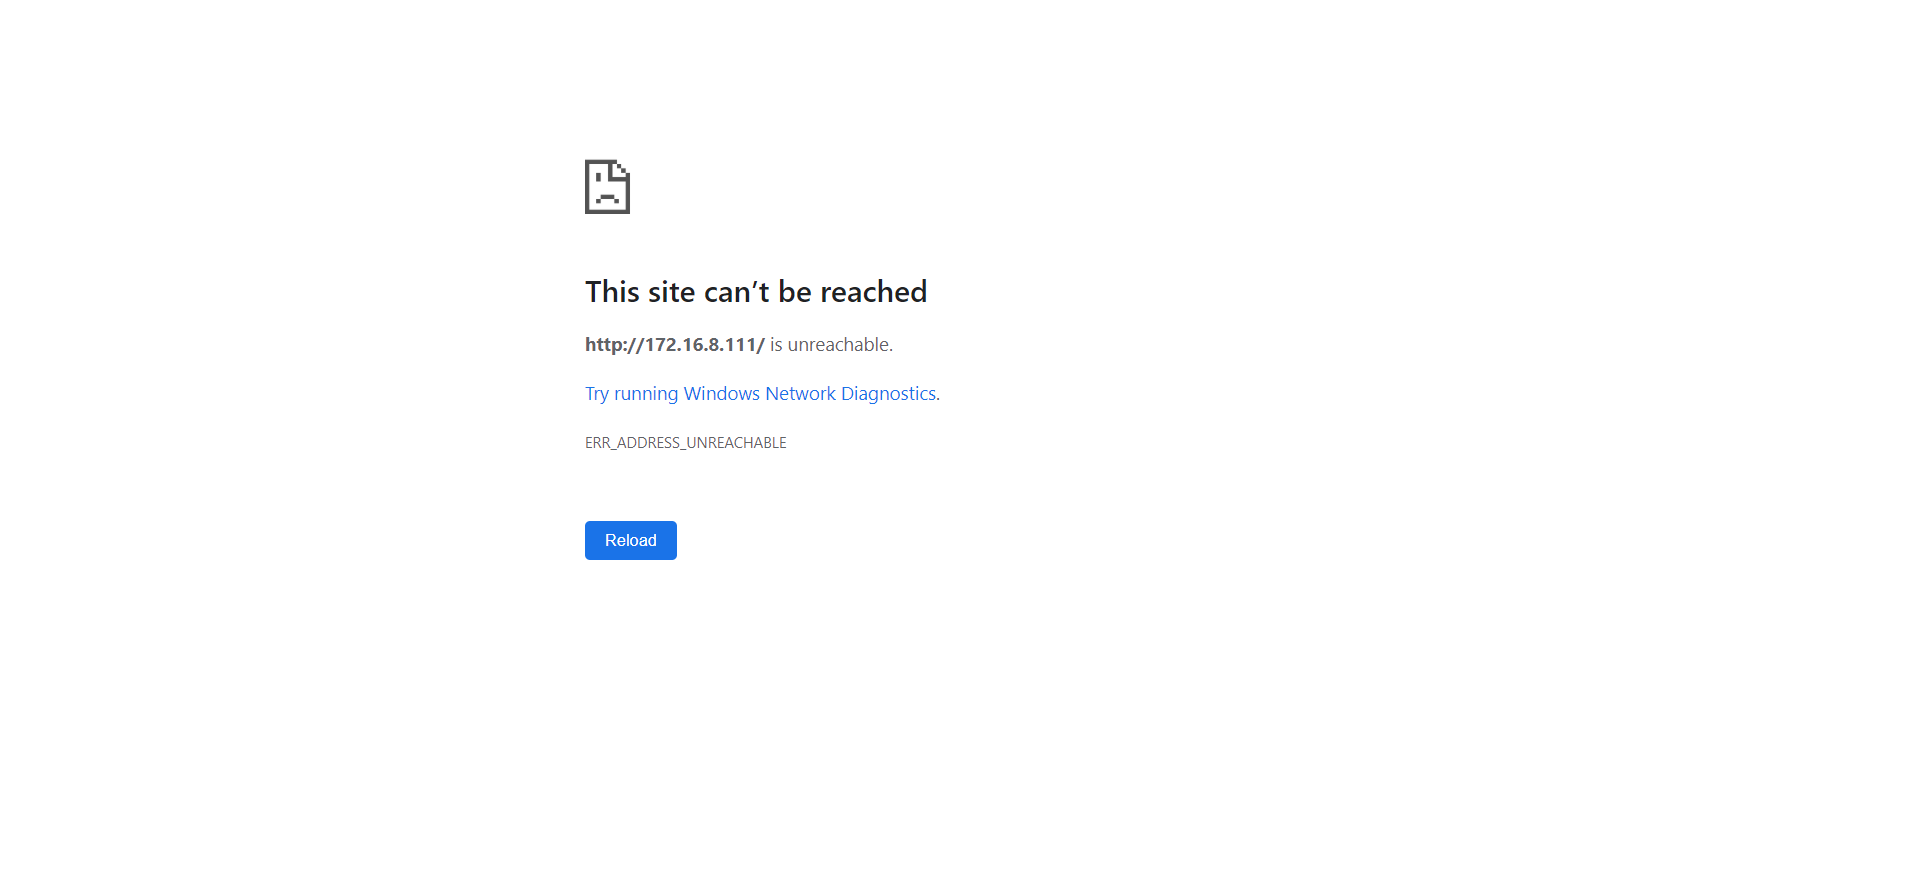 This site can’t be reached
http://172.16.8.111/ is unreachable.
Try running Windows Network Diagnostics.
ERR_ADDRESS_UNREACHABLE
Reload